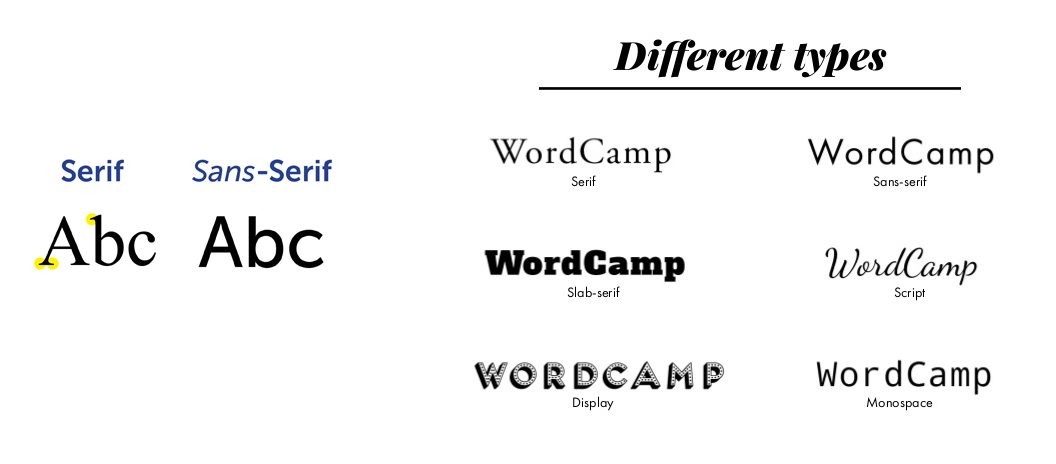 Serif
Sans-Serif
Abc
Abc
Different types
WordCamp
Serif
WordCamp
Sans-serif
WordCamp
Slab-serif
WordCamp
Script
WORDCAMP
Display
WordCamp
Monospace